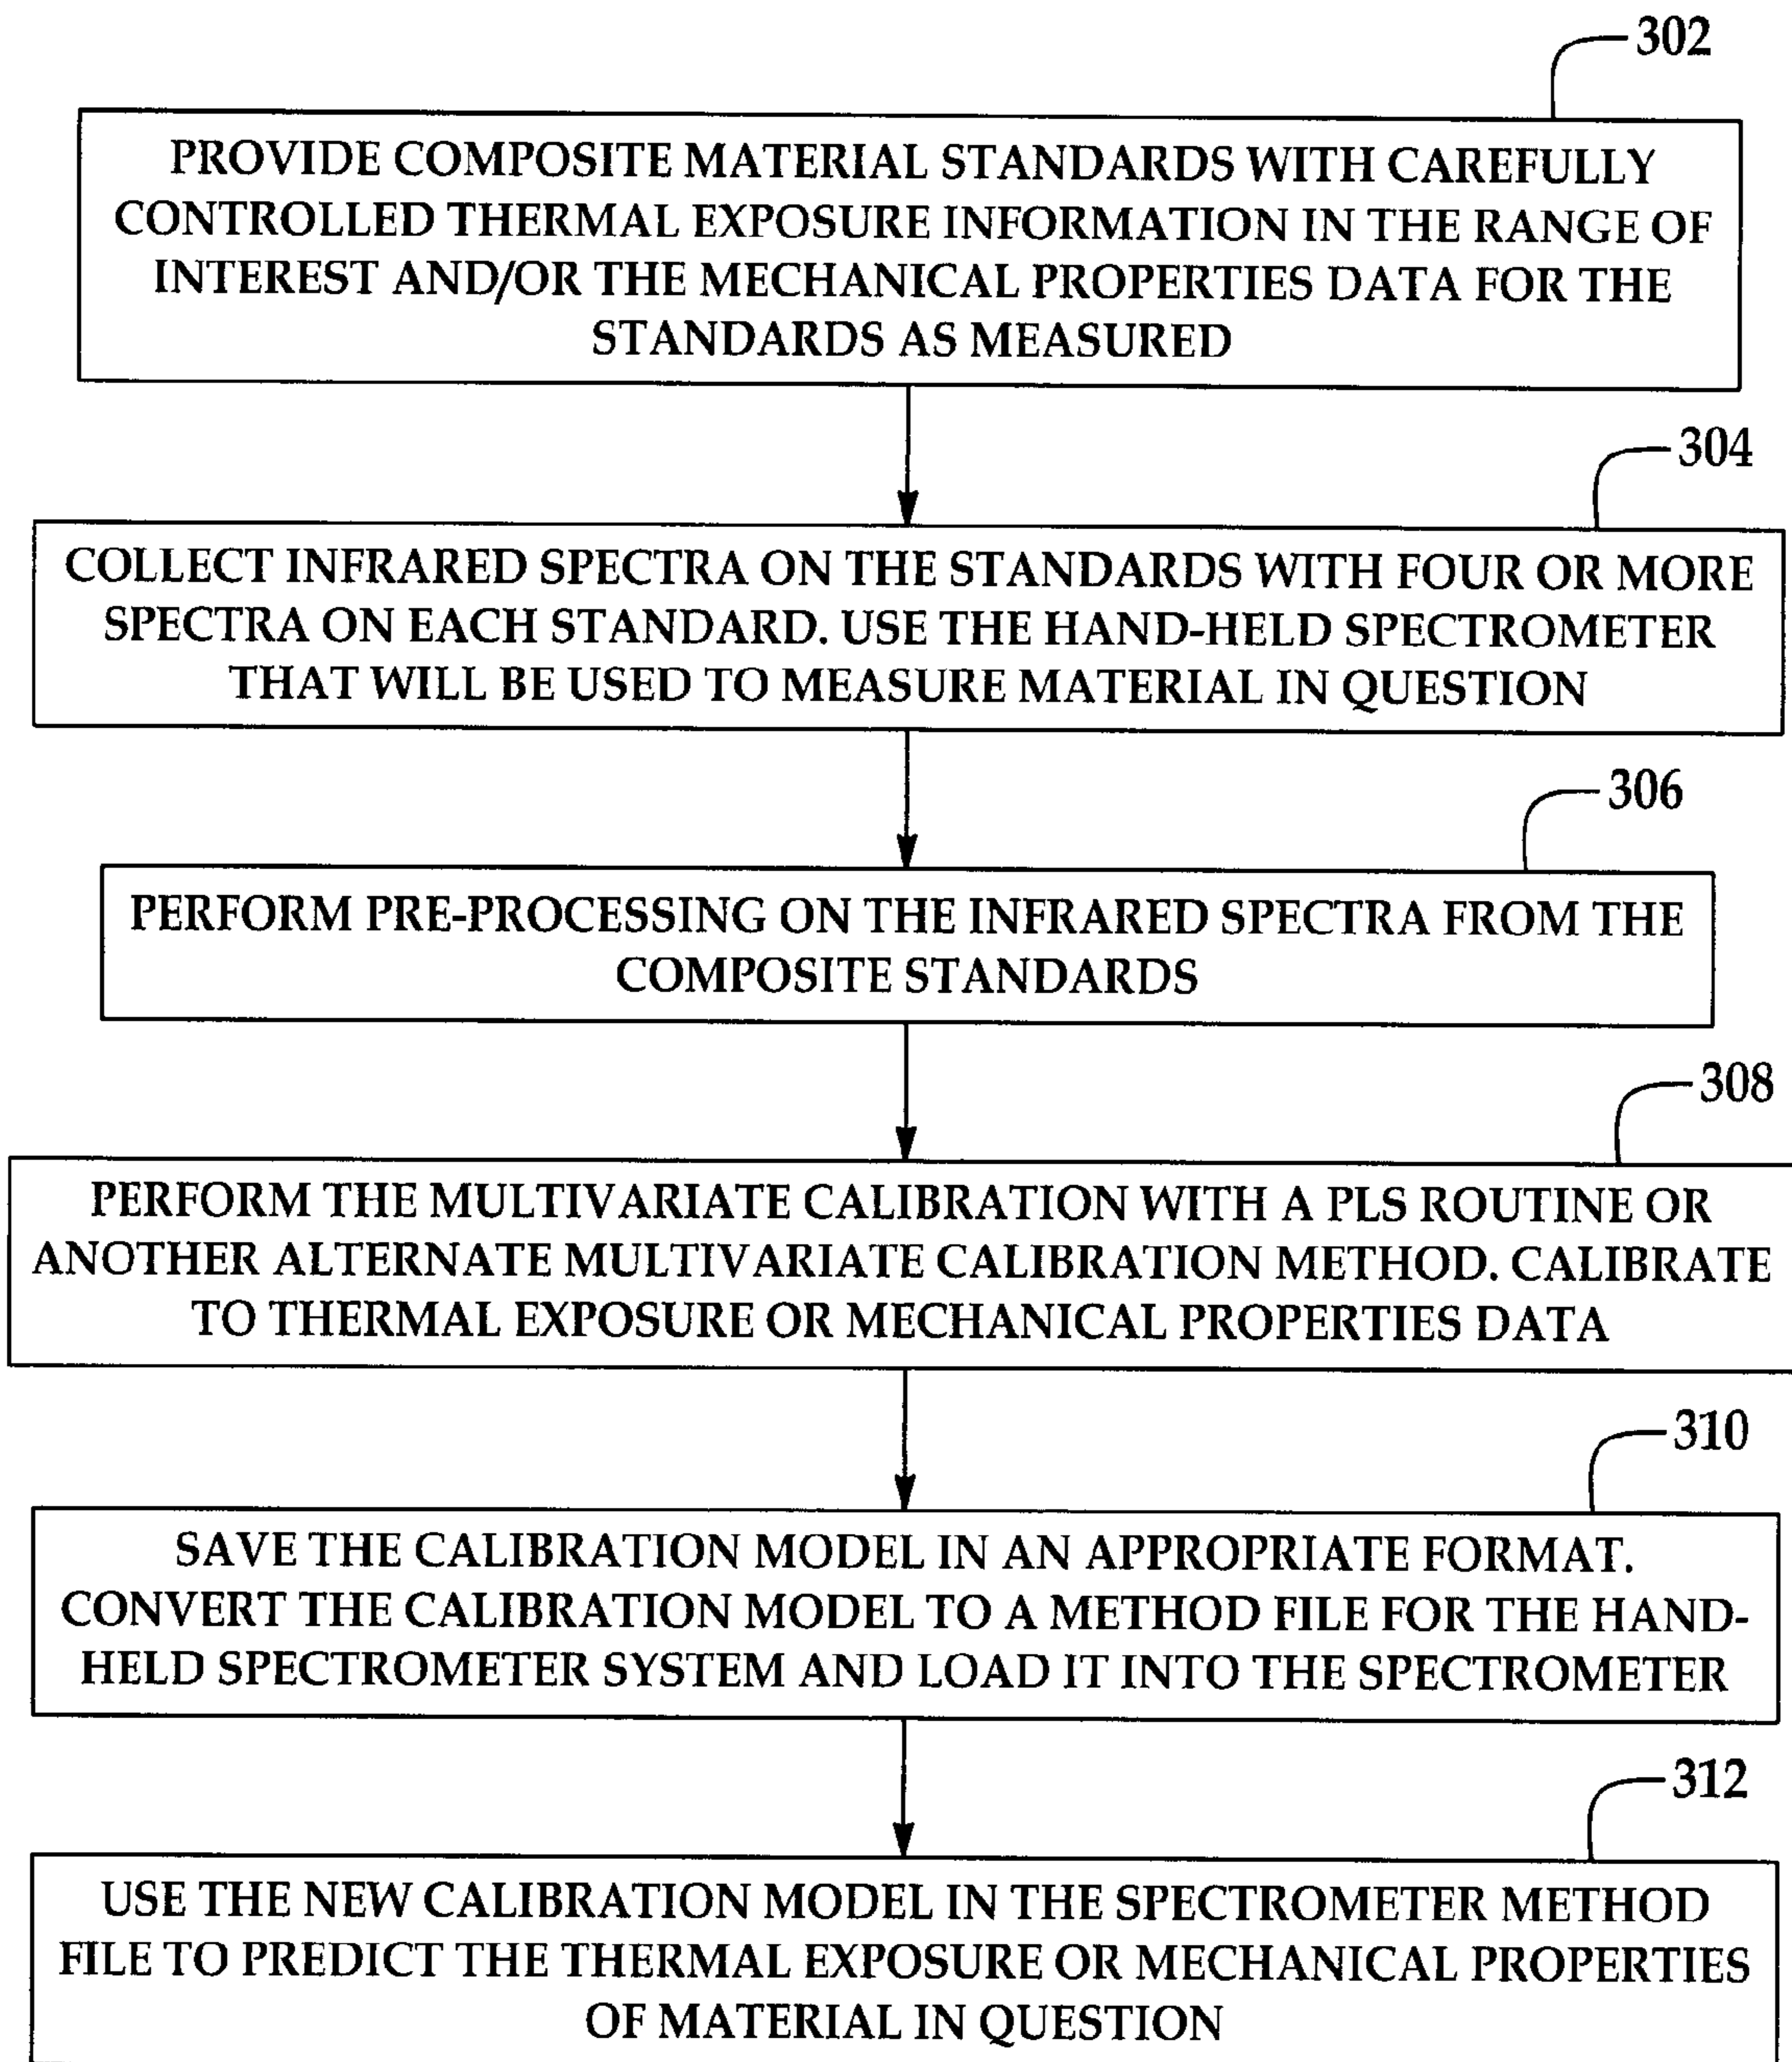 302
PROVIDE COMPOSITE MATERIAL STANDARDS WITH CAREFULLY
CONTROLLED THERMAL EXPOSURE INFORMATION IN THE RANGE OF
INTEREST AND/OR THE MECHANICAL PROPERTIES DATA FOR THE
STANDARDS AS MEASURED
304
COLLECT INFRARED SPECTRA ON THE STANDARDS WITH FOUR OR MORE
SPECTRA ON EACH STANDARD. USE THE HAND-HELD SPECTROMETER
THAT WILL BE USED TO MEASURE MATERIAL IN QUESTION
306
PERFORM PRE-PROCESSING ON THE INFRARED SPECTRA FROM THE
COMPOSITE STANDARDS
308
PERFORM THE MULTIVARIATE CALIBRATION WITH A PLS ROUTINE OR
ANOTHER ALTERNATE MULTIVARIATE CALIBRATION METHOD. CALIBRATE
TO THERMAL EXPOSURE OR MECHANICAL PROPERTIES DATA
310
SAVE THE CALIBRATION MODEL IN AN APPROPRIATE FORMAT.
CONVERT THE CALIBRATION MODEL TO A METHOD FILE FOR THE HAND-
HELD SPECTROMETER SYSTEM AND LOAD IT INTO THE SPECTROMETER
312
USE THE NEW CALIBRATION MODEL IN THE SPECTROMETER METHOD
FILE TO PREDICT THE THERMAL EXPOSURE OR MECHANICAL PROPERTIES
OF MATERIAL IN QUESTION